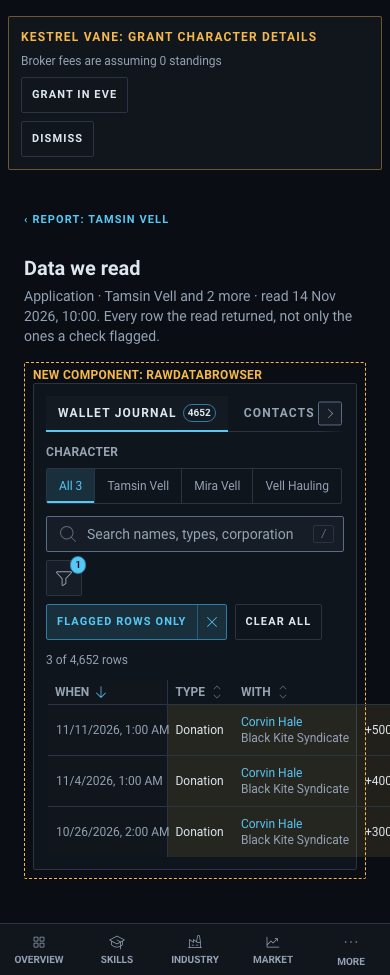 KESTREL VANE: GRANT CHARACTER DETAILS
Broker fees are assuming 0 standings
GRANT IN EVE
DISMISS
‹ REPORT: TAMSIN VELL
Data we read
Application · Tamsin Vell and 2 more · read 14 Nov
2026, 10:00. Every row the read returned, not only the
ones a check flagged.
NEW COMPONENT: RAWDATABROWSER
WALLET JOURNAL 4652 CONTACTS
CHARACTER
All 3 Tamsin Vell Mira Vell Vell Hauling
Search names, types, corporation /
1
FLAGGED ROWS ONLY CLEAR ALL
3 of 4,652 rows
WHEN TYPE WITH
11/11/2026, 1:00 AM Donation Corvin Hale +500
Black Kite Syndicate
11/4/2026, 1:00 AM Donation Corvin Hale +400
Black Kite Syndicate
10/26/2026, 2:00 AM Donation Corvin Hale +300
Black Kite Syndicate
OVERVIEW SKILLS INDUSTRY MARKET MORE